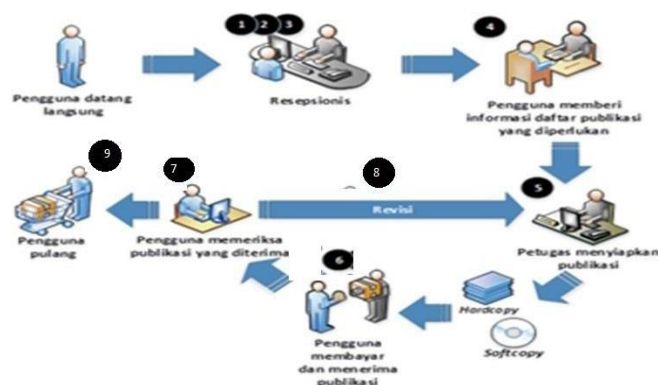 1 2 3
4
Pengguna datang
langsung
Resepsionis
Pengguna memberi
informasi daftar publikasi
yang diperlukan
9
7
8
5
Revisi
Pengguna
pulang
Pengguna memeriksa
publikasi yang diterima
6
Petugas menyiapkan
publikasi
Hardcopy
Softcopy
Pengguna
membayar
dan menerima
publikasi